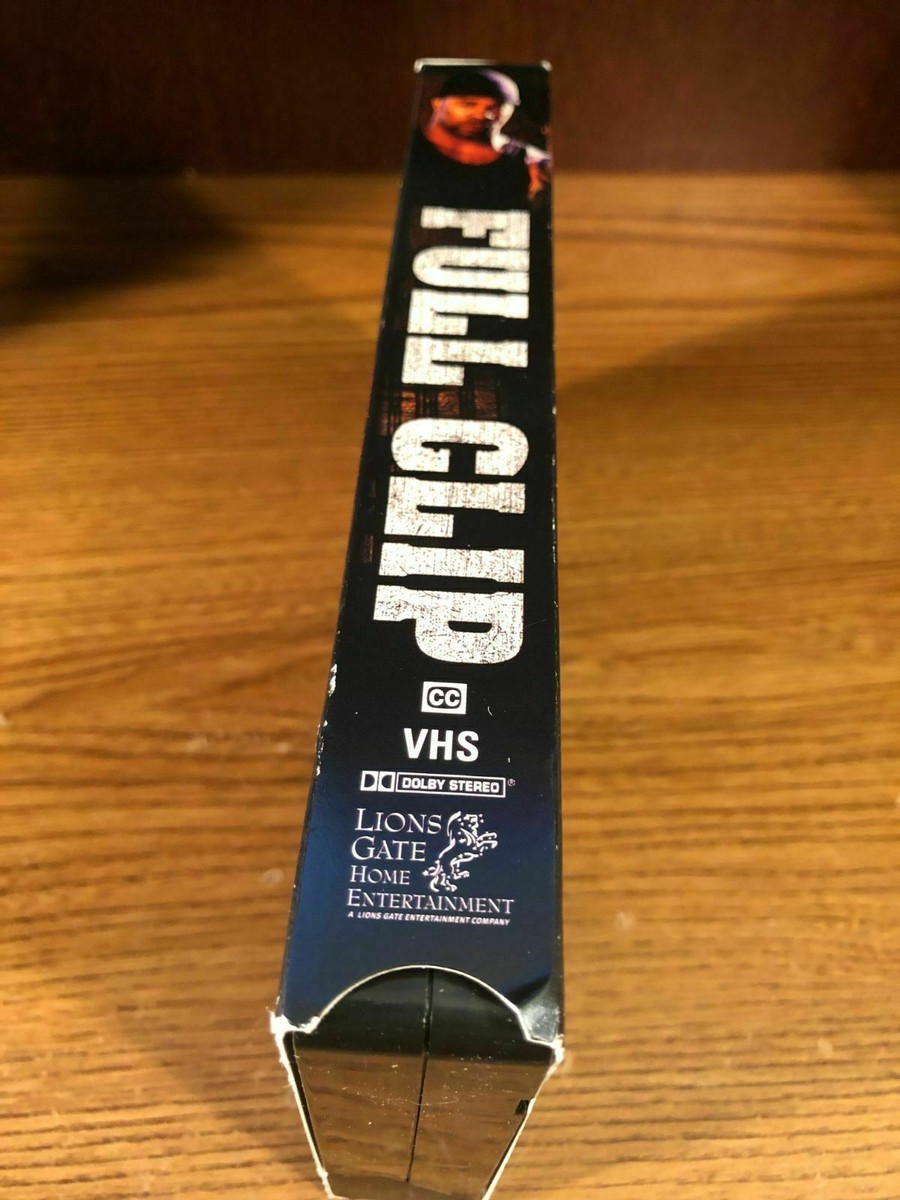 FULL CLIP
CC
VHS
DOLBY STEREO®
LIONS
GATE
HOME
ENTERTAINMENT
A LIONS GATE ENTERTAINMENT COMPANY